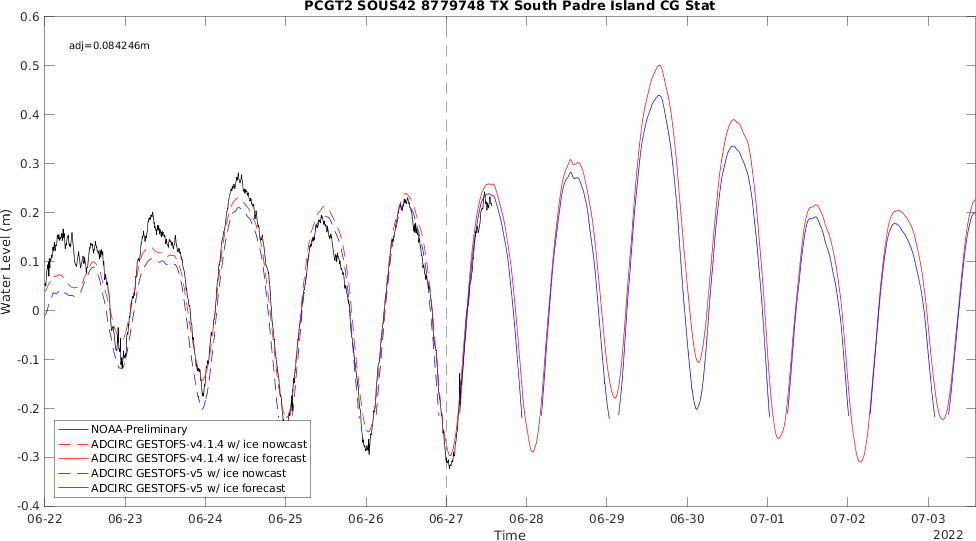 PCGT2 SOUS42 8779748 TX South Padre Island CG Stat
0.6
adj=0.084246m
0.5
0.4
0.3
0.2
0.1
0
-0.1
-0.2
-0.3
-0.4
Water Level (m)
NOAA-Preliminary
ADCIRC GESTOFS-v4.1.4 w/ ice nowcast
ADCIRC GESTOFS-v4.1.4 w/ ice forecast
ADCIRC GESTOFS-v5 w/ ice nowcast
ADCIRC GESTOFS-v5 w/ ice forecast
06-22 06-23 06-24 06-25 06-26 06-27 06-28 06-29 06-30 07-01 07-02 07-03
2022
Time